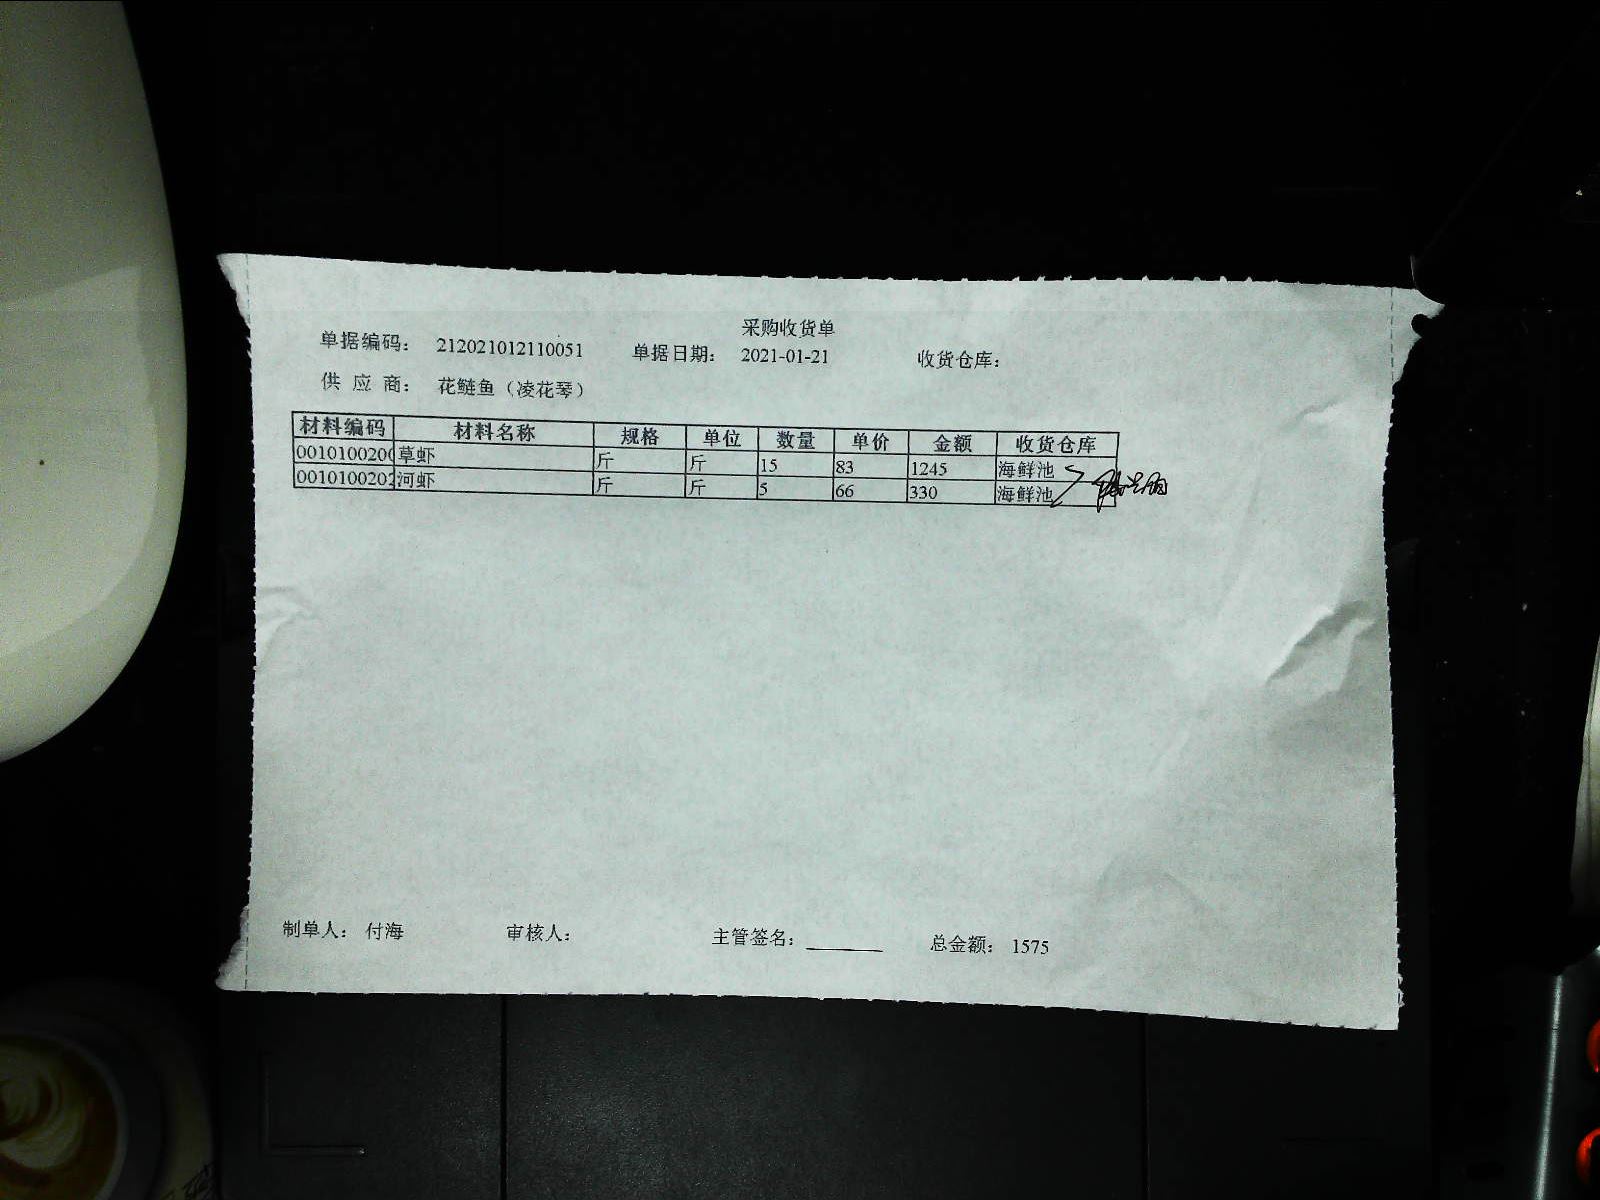 采购收货单
单据编码： 212021012110051 单据日期： 2021-01-21 收货仓库：
供 应 商： 花鲢鱼（凌花琴）
材料编码 材料名称 规格 单位 数量 单价 金额 收货仓库
0010100200 草虾 斤 斤 15 83 1245 海鲜池
0010100202 河虾 斤 斤 5 66 330 海鲜池
制单人： 付海 审核人： 主管签名： 总金额： 1575